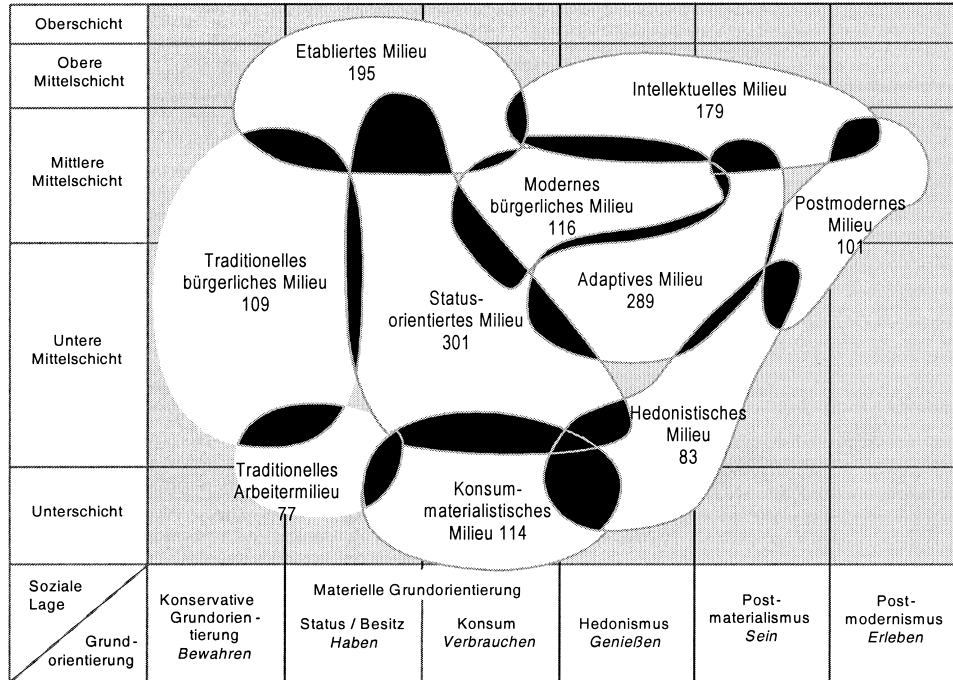 Oberschicht
Obere
Mittelschicht
Mittlere
Mittelschicht
Untere
Mittelschicht
Unterschicht
Etabliertes Milieu
195
Intellektuelles Milieu
179
Modernes
bürgerliches Milieu
116
Postmodernes
Milieu
101
Traditionelles
bürgerliches Milieu
109
Status-
orientiertes Milieu
301
Adaptives Milieu
289
Hedonistisches
Milieu
83
Traditionelles
Arbeitermilieu
77
Konsum-
materialistisches
Milieu 114
Soziale
Lage
Grund-
orientierung
Konservative
Grundorien-
tierung
Bewahren
Materielle Grundorientierung
Status / Besitz
Haben
Konsum
Verbrauchen
Hedonismus
Genießen
Post-
materialismus
Sein
Post-
modernismus
Erleben